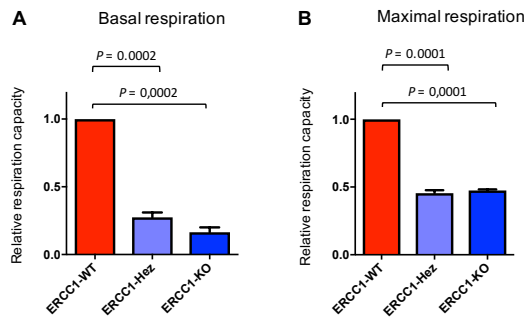 A
Basal respiration
P = 0.0002
P = 0,0002
Relative respiration capacity
1.0
0.5
0.0
ERCC1-WT
ERCC1-Hez
ERCC1-KO
B
Maximal respiration
P = 0.0001
P = 0,0001
Relative respiration capacity
1.0
0.5
0.0
ERCC1-WT
ERCC1-Hez
ERCC1-KO